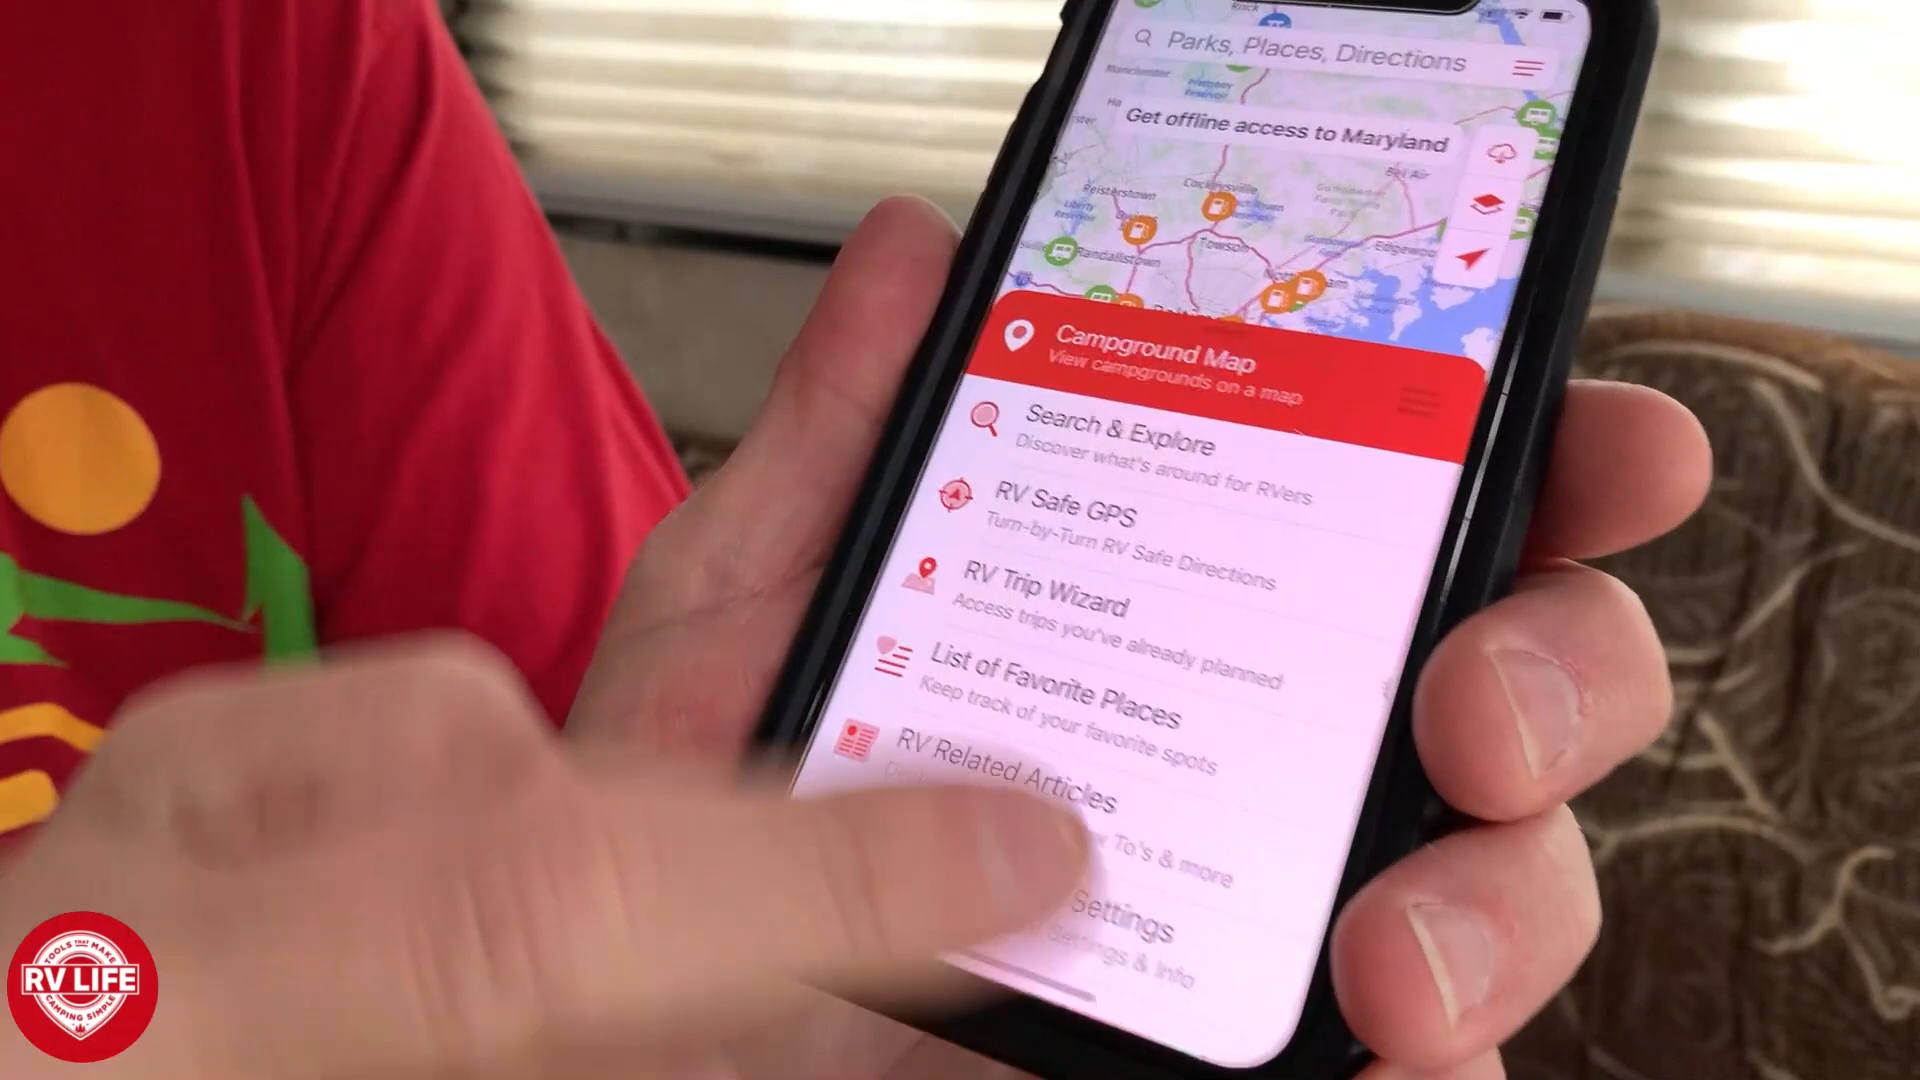 Parks, Places, Directions
Manchester
Get offline access to Maryland
Bel Air
Reisterstown
Cockeysville
Liberty
Reservoir
Towson
Edgewood
Randallstown
Campground Map
View campgrounds on a map
Search & Explore
Discover what's around for RVers
RV Safe GPS
Turn-by-Turn RV Safe Directions
RV Trip Wizard
Access trips you've already planned
List of Favorite Places
Keep track of your favorite spots
RV Related Articles
To's & more
Settings
Settings & Info
TOOLS THAT MAKE
RV LIFE
CAMPING SIMPLE